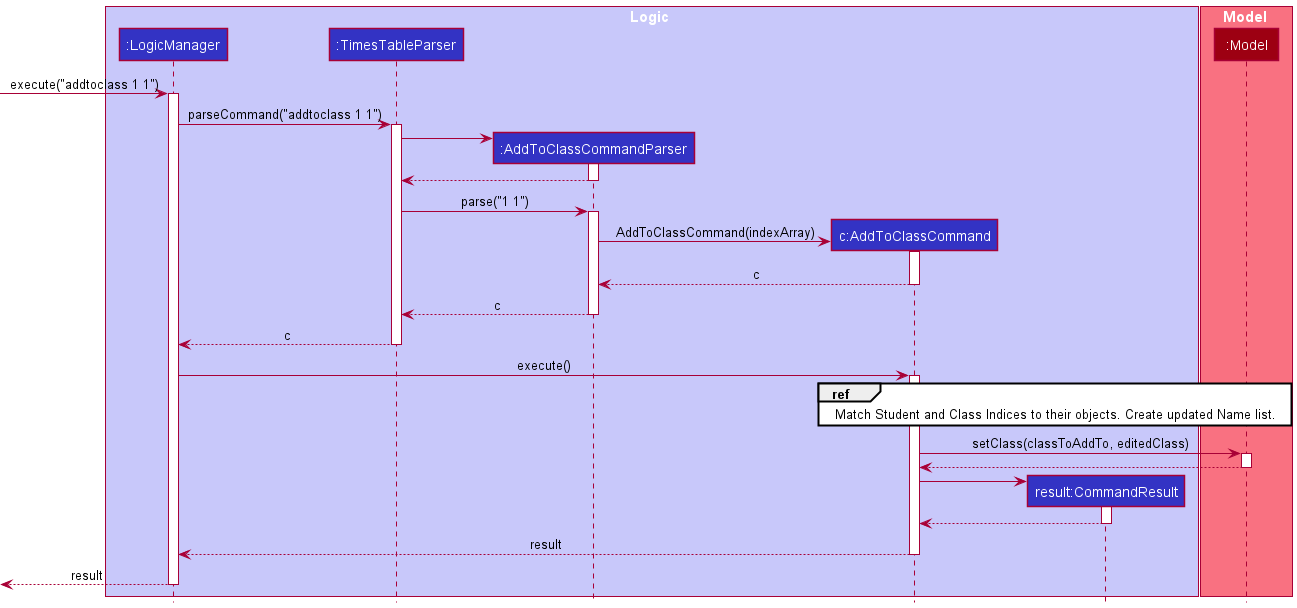 Logic
Model
:LogicManager
:TimesTableParser
:Model
execute("addtoclass 1 1")
parseCommand("addtoclass 1 1")
:AddToClassCommandParser
parse("1 1")
AddToClassCommand(indexArray)
c:AddToClassCommand
c
c
c
execute()
ref
Match Student and Class Indices to their objects. Create updated Name list.
setClass(classToAddTo, editedClass)
result:CommandResult
result
result